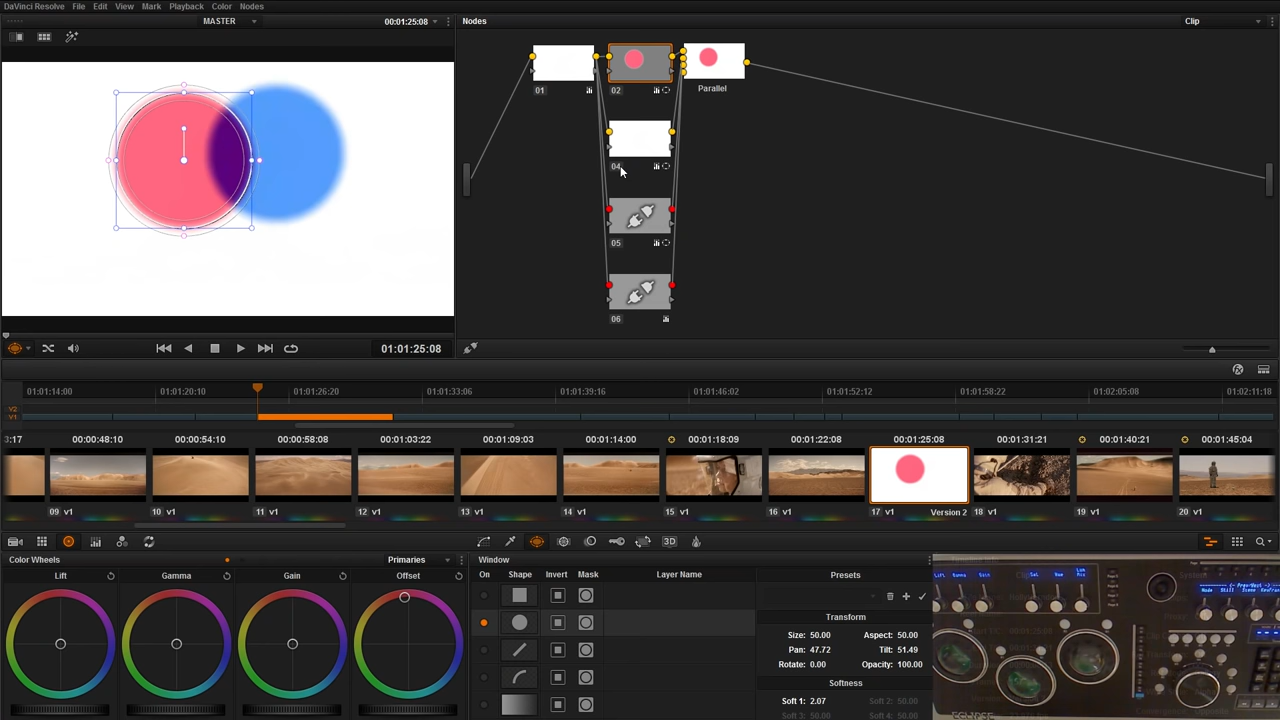 DaVinci Resolve File Edit View Mark Playback Color Nodes
MASTER 00:01:25:08 Nodes Clip
01 02 Parallel
04
05
06
01:01:25:08
01:01:14:00 01:01:20:10 01:01:26:20 01:01:33:06 01:01:39:16 01:01:46:02 01:01:52:12 01:01:58:22 01:02:05:08 01:02:11:18
V2
V1
3:17 00:00:48:10 00:00:54:10 00:00:58:08 00:01:03:22 00:01:09:03 00:01:14:00 00:01:18:09 00:01:22:08 00:01:25:08 00:01:31:21 00:01:40:21 00:01:45:04
09 v1 10 v1 11 v1 12 v1 13 v1 14 v1 15 v1 16 v1 17 v1 Version 2 18 v1 19 v1 20 v1
3D
Color Wheels Primaries Window
Lift Gamma Gain Offset On Shape Invert Mask Layer Name Presets
Transform
Size: 50.00 Aspect: 50.00
Pan: 47.72 Tilt: 51.49
Rotate: 0.00 Opacity: 100.00
Softness
Soft 1: 2.07 Soft 2: 50.00
Soft 3: 50.00 Soft 4: 50.00
ECLIPSE